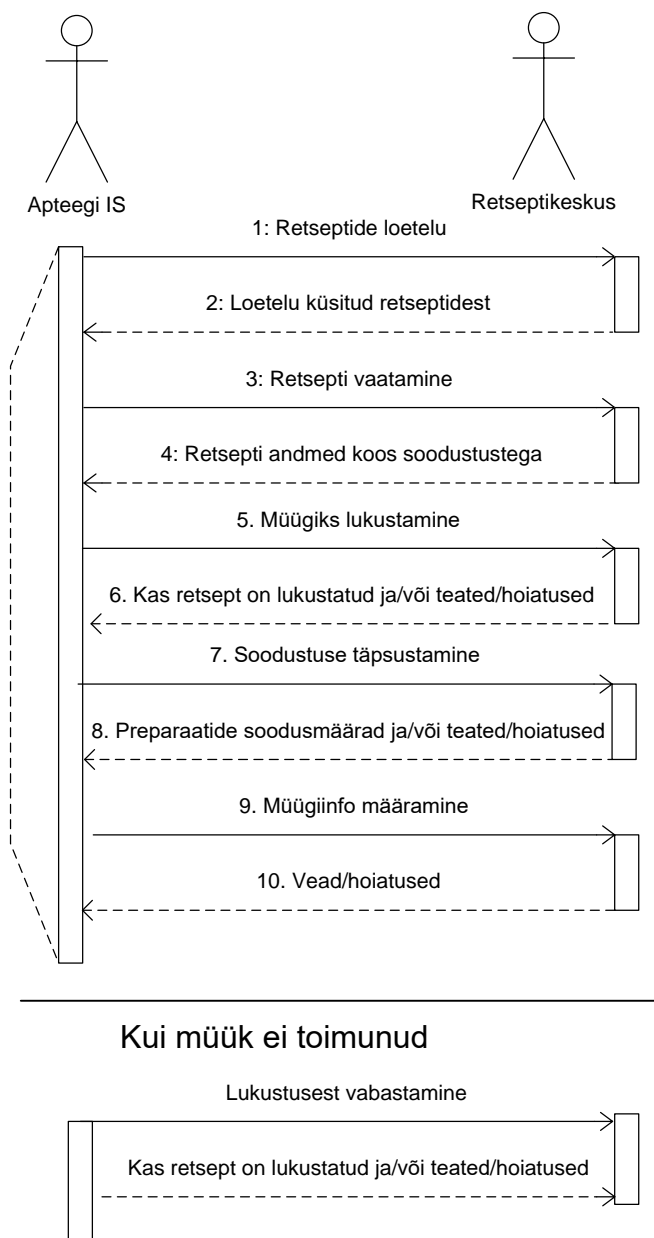 Apteegi IS
Retseptikeskus
1: Retseptide loetelu
2: Loetelu küsitud retseptidest
3: Retsepti vaatamine
4: Retsepti andmed koos soodustustega
5. Müügiks lukustamine
6. Kas retsept on lukustatud ja/või teated/hoiatused
7. Soodustuse täpsustamine
8. Preparaatide soodusmäärad ja/või teated/hoiatused
9. Müügiinfo määramine
10. Vead/hoiatused
Kui müük ei toimunud
Lukustusest vabastamine
Kas retsept on lukustatud ja/või teated/hoiatused